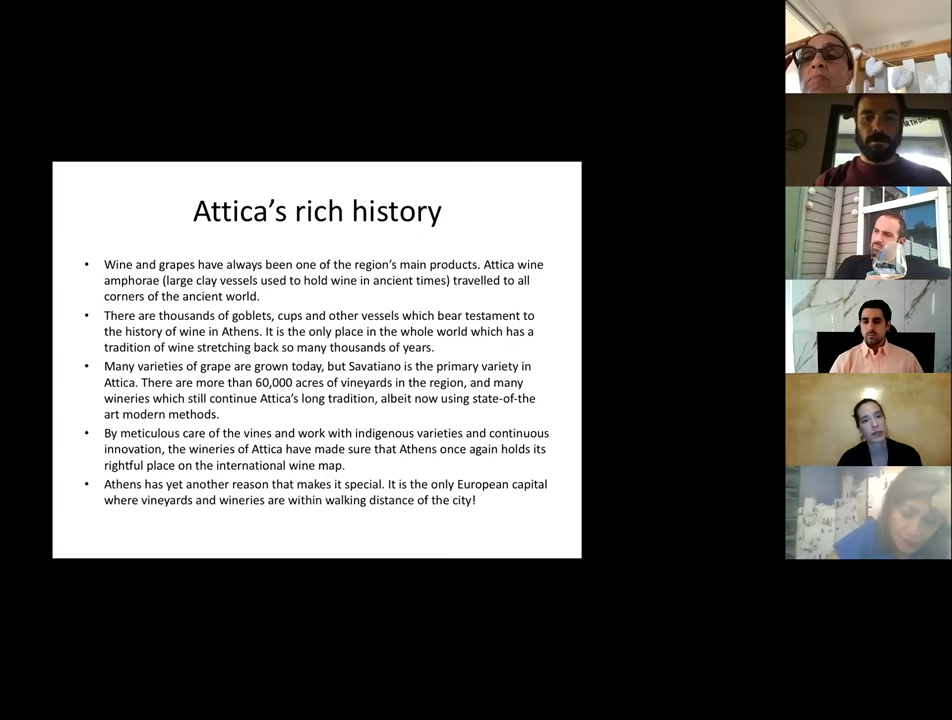 Attica's rich history
• Wine and grapes have always been one of the region's main products. Attica wine
amphorae (large clay vessels used to hold wine in ancient times) travelled to all
corners of the ancient world.
• There are thousands of goblets, cups and other vessels which bear testament to
the history of wine in Athens. It is the only place in the whole world which has a
tradition of wine stretching back so many thousands of years.
• Many varieties of grape are grown today, but Savatiano is the primary variety in
Attica. There are more than 60,000 acres of vineyards in the region, and many
wineries which still continue Attica's long tradition, albeit now using state-of-the
art modern methods.
• By meticulous care of the vines and work with indigenous varieties and continuous
innovation, the wineries of Attica have made sure that Athens once again holds its
rightful place on the international wine map.
• Athens has yet another reason that makes it special. It is the only European capital
where vineyards and wineries are within walking distance of the city!